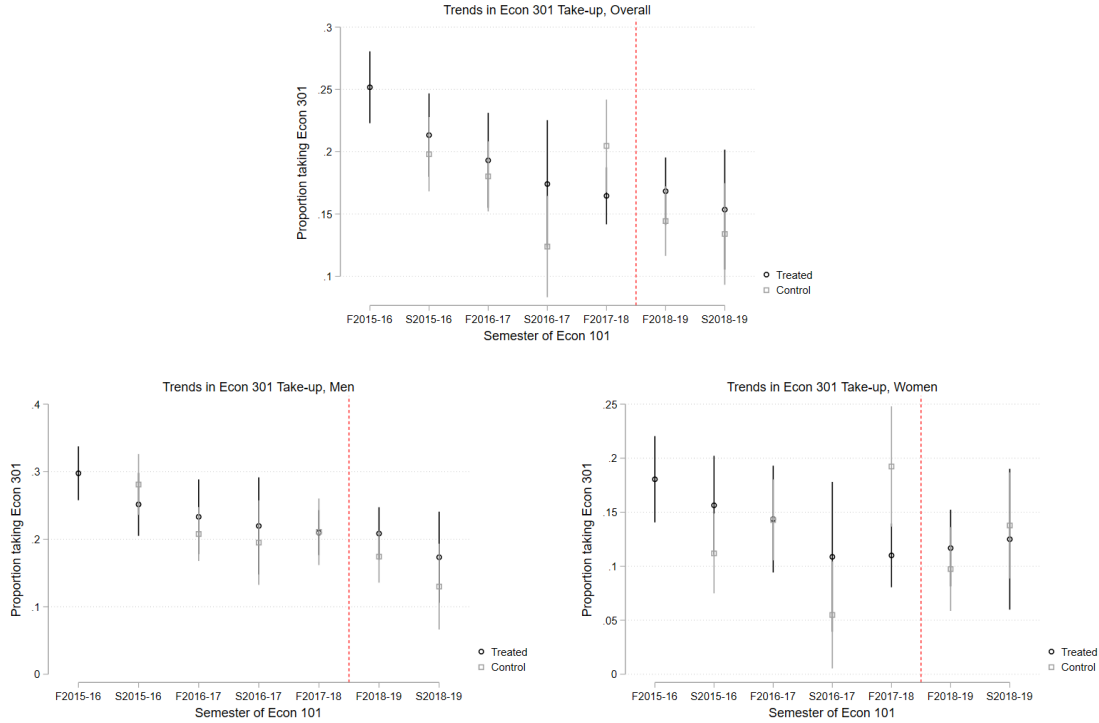 Trends in Econ 301 Take-up, Overall
Proportion taking Econ 301
.3
.25
.2
.15
.1
F2015-16 S2015-16 F2016-17 S2016-17 F2017-18 F2018-19 S2018-19
Semester of Econ 101
Treated
Control
Trends in Econ 301 Take-up, Men
Proportion taking Econ 301
.4
.3
.2
.1
0
F2015-16 S2015-16 F2016-17 S2016-17 F2017-18 F2018-19 S2018-19
Semester of Econ 101
Treated
Control
Trends in Econ 301 Take-up, Women
Proportion taking Econ 301
.25
.2
.15
.1
.05
0
F2015-16 S2015-16 F2016-17 S2016-17 F2017-18 F2018-19 S2018-19
Semester of Econ 101
Treated
Control